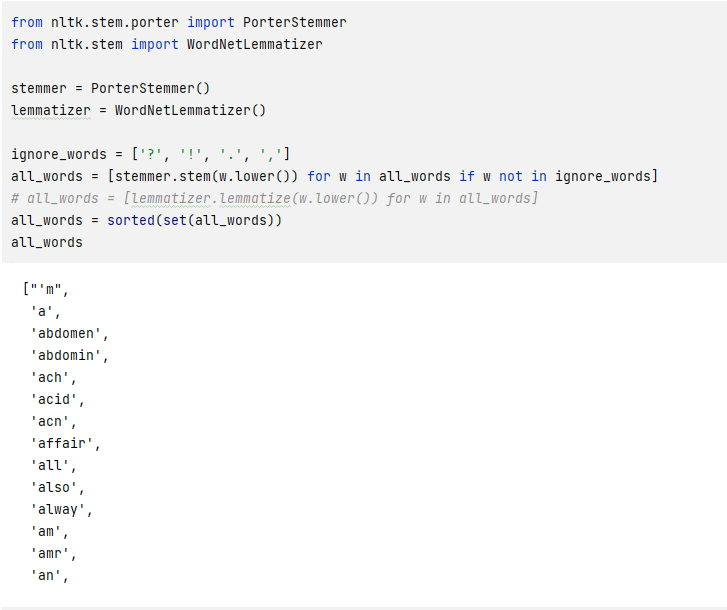 from nltk.stem.porter import PorterStemmer
from nltk.stem import WordNetLemmatizer

stemmer = PorterStemmer()
lemmatizer = WordNetLemmatizer()

ignore_words = ['?', '!', '.', ',']
all_words = [stemmer.stem(w.lower()) for w in all_words if w not in ignore_words]
# all_words = [lemmatizer.lemmatize(w.lower()) for w in all_words]
all_words = sorted(set(all_words))
all_words

["'m",
 'a',
 'abdomen',
 'abdomin',
 'ach',
 'acid',
 'acn',
 'affair',
 'all',
 'also',
 'alway',
 'am',
 'amr',
 'an',